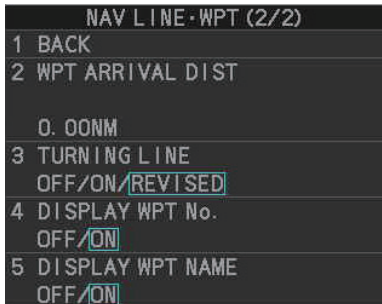 NAV LINE·WPT (2/2)
1 BACK
2 WPT ARRIVAL DIST
0.00NM
3 TURNING LINE
OFF/ON/REVISED
4 DISPLAY WPT No.
OFF/ON
5 DISPLAY WPT NAME
OFF/ON